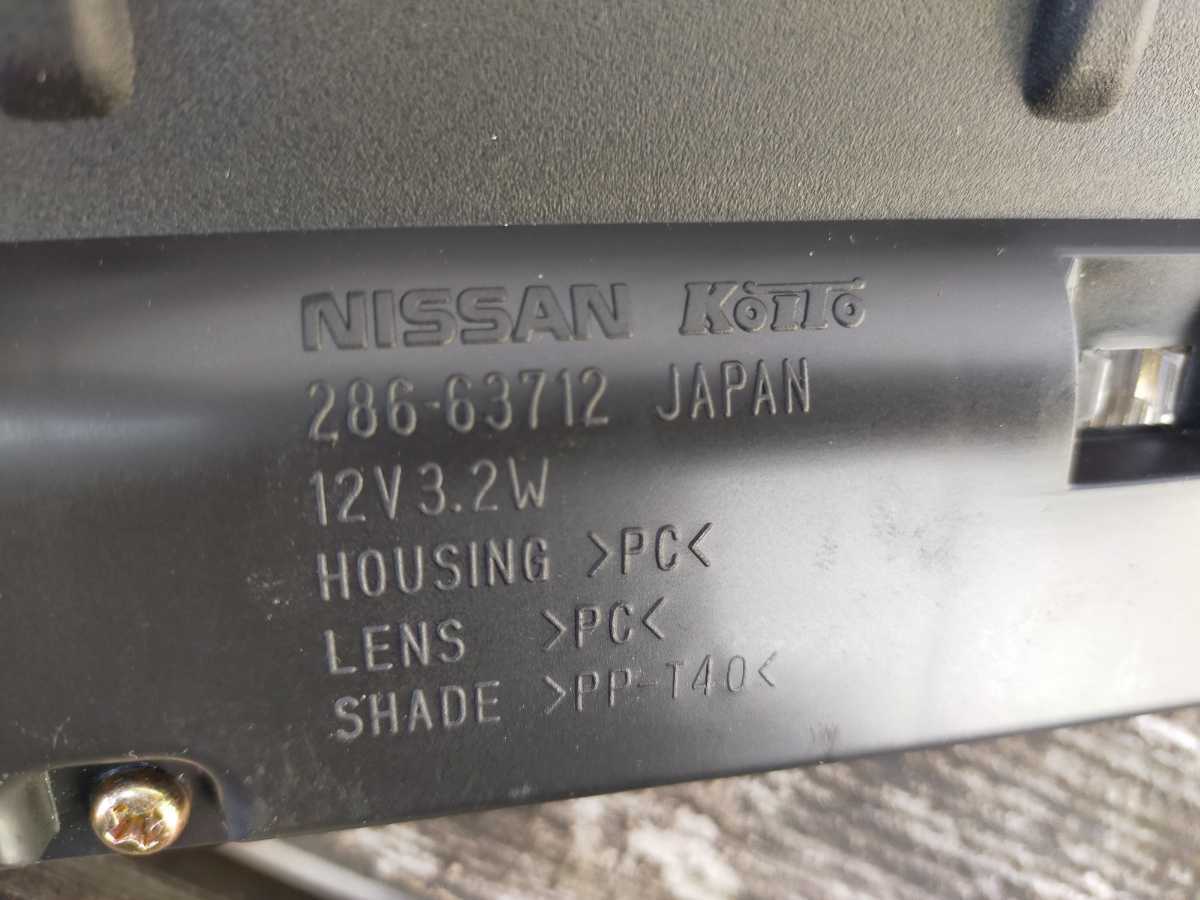 NISSAN KOITO
286-63712 JAPAN
12V3.2W
HOUSING >PC<
LENS >PC<
SHADE >PP-T40<